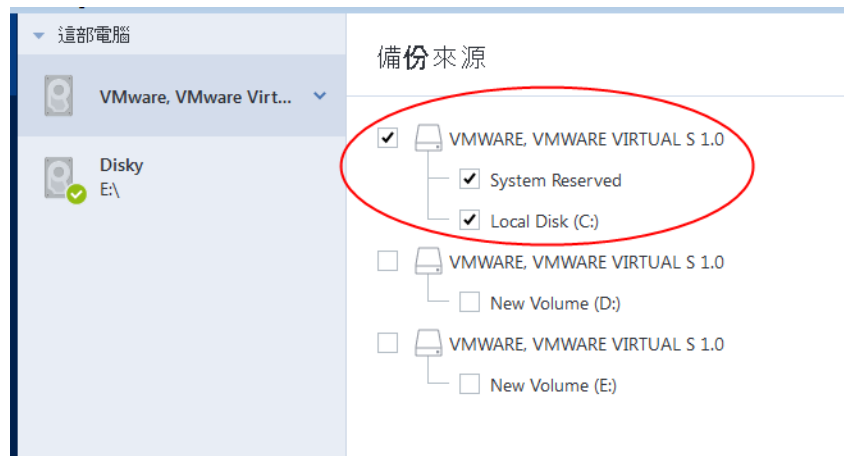 這部電腦
VMware, VMware Virt...
Disky
E:\
備份來源
VMWARE, VMWARE VIRTUAL S 1.0
System Reserved
Local Disk (C:)
VMWARE, VMWARE VIRTUAL S 1.0
New Volume (D:)
VMWARE, VMWARE VIRTUAL S 1.0
New Volume (E:)